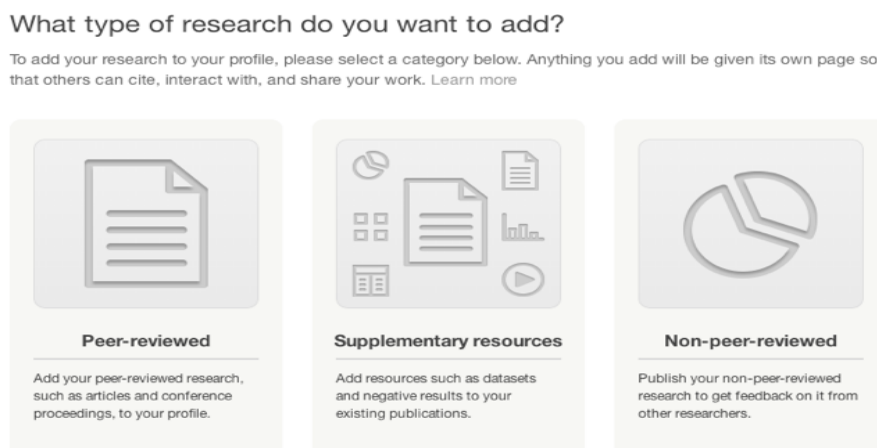 What type of research do you want to add?
To add your research to your profile, please select a category below. Anything you add will be given its own page so
that others can cite, interact with, and share your work. Learn more
Peer-reviewed
Add your peer-reviewed research,
such as articles and conference
proceedings, to your profile.
Supplementary resources
Add resources such as datasets
and negative results to your
existing publications.
Non-peer-reviewed
Publish your non-peer-reviewed
research to get feedback on it from
other researchers.